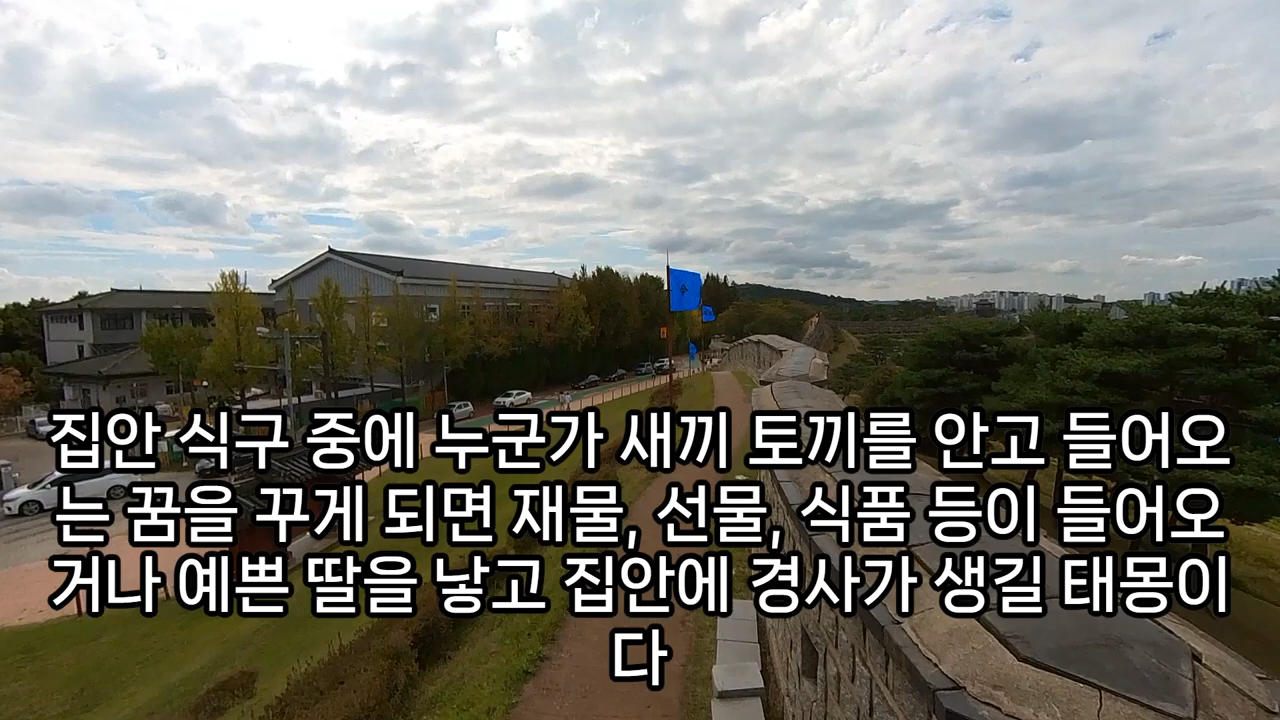 집안 식구 중에 누군가 새끼 토끼를 안고 들어오
는 꿈을 꾸게 되면 재물, 선물, 식품 등이 들어오
거나 예쁜 딸을 낳고 집안에 경사가 생길 태몽이
다